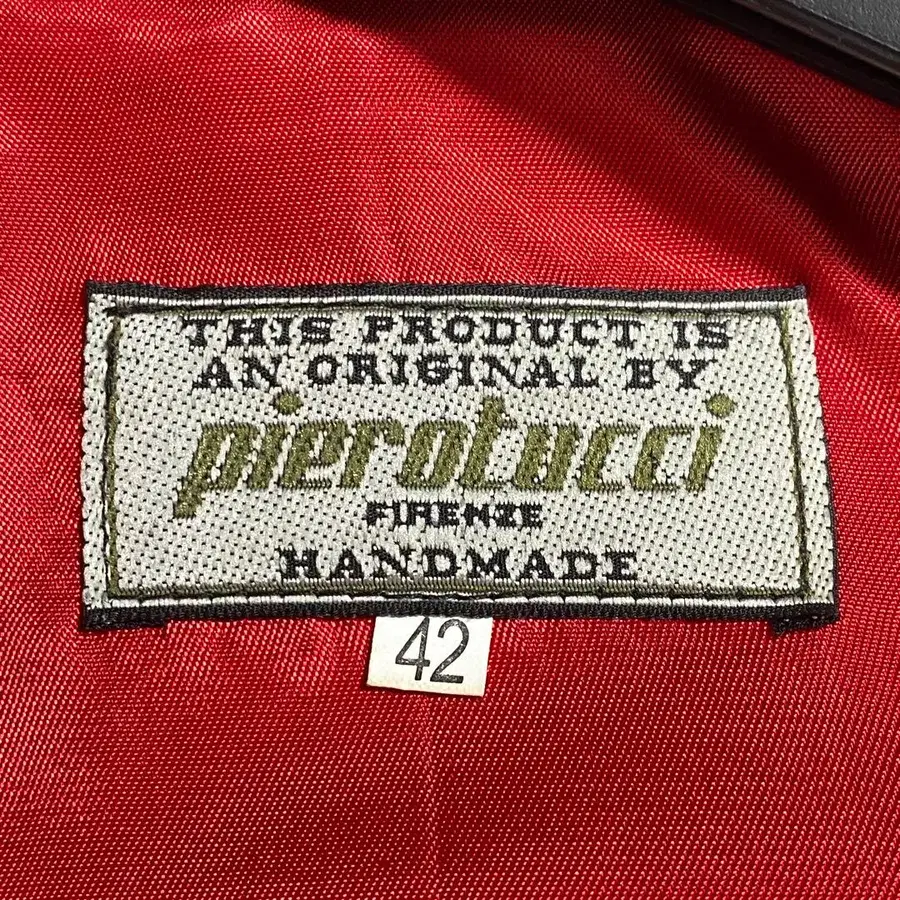 THIS PRODUCT IS
AN ORIGINAL BY
pierotucci
FIRENZE
HANDMADE
42